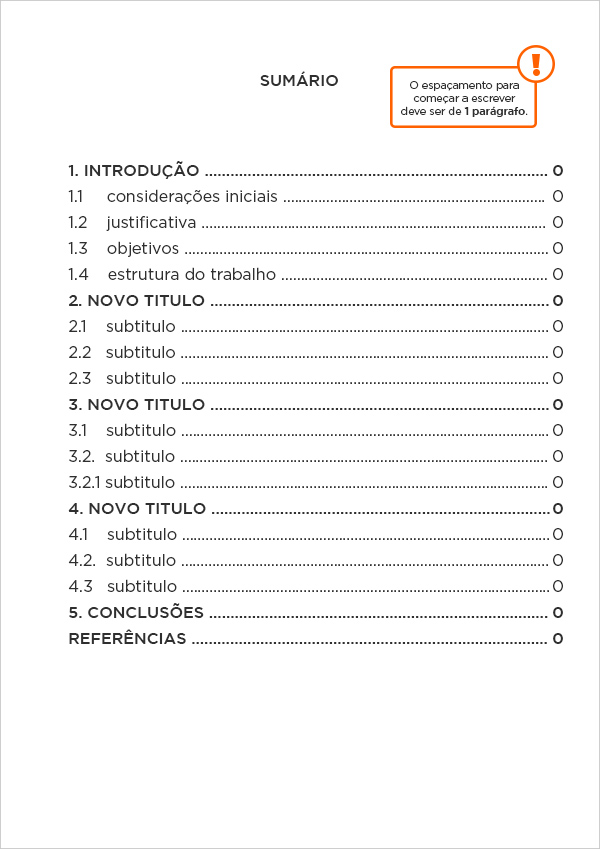 SUMÁRIO
!
O espaçamento para
começar a escrever
deve ser de 1 parágrafo.
1. INTRODUÇÃO ................................................................................. 0
1.1 considerações iniciais .............................................................. 0
1.2 justificativa .................................................................................. 0
1.3 objetivos ...................................................................................... 0
1.4 estrutura do trabalho ............................................................... 0
2. NOVO TITULO ................................................................................ 0
2.1 subtitulo ....................................................................................... 0
2.2 subtitulo ....................................................................................... 0
2.3 subtitulo ....................................................................................... 0
3. NOVO TITULO ................................................................................ 0
3.1 subtitulo ....................................................................................... 0
3.2. subtitulo ....................................................................................... 0
3.2.1 subtitulo ....................................................................................... 0
4. NOVO TITULO ................................................................................ 0
4.1 subtitulo ....................................................................................... 0
4.2. subtitulo ....................................................................................... 0
4.3 subtitulo ....................................................................................... 0
5. CONCLUSÕES ................................................................................ 0
REFERÊNCIAS .................................................................................... 0